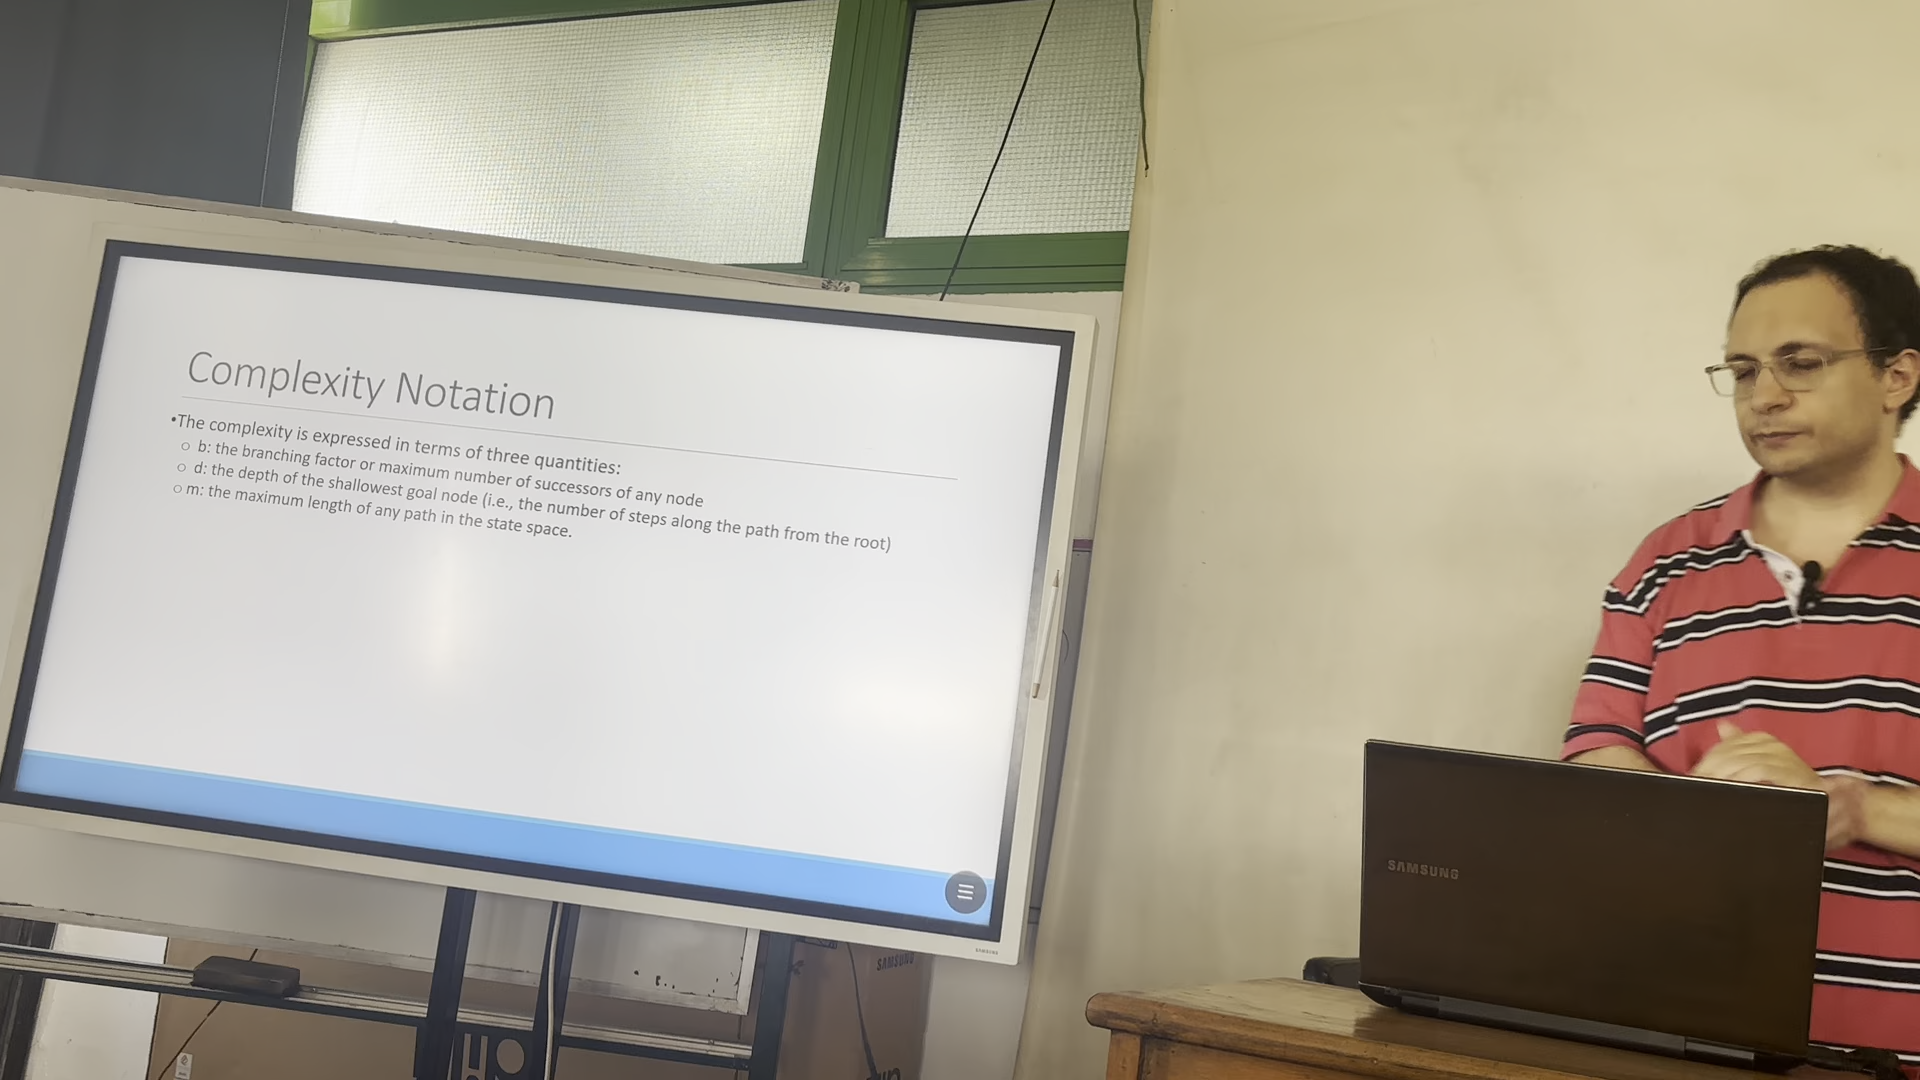 Complexity Notation
•The complexity is expressed in terms of three quantities:
○ b: the branching factor or maximum number of successors of any node
○ d: the depth of the shallowest goal node (i.e., the number of steps along the path from the root)
○ m: the maximum length of any path in the state space.
SAMSUNG
SAMSUNG
SAMSUNG